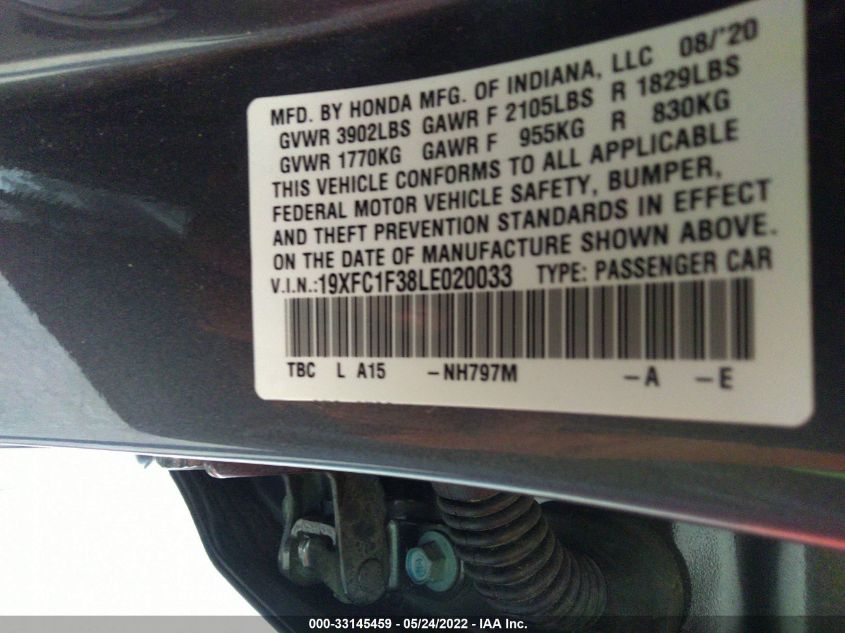 MFD. BY HONDA MFG. OF INDIANA, LLC 08/'20
GVWR 3902LBS GAWR F 2105LBS R 1829LBS
GVWR 1770KG GAWR F 955KG R 830KG
THIS VEHICLE CONFORMS TO ALL APPLICABLE
FEDERAL MOTOR VEHICLE SAFETY, BUMPER,
AND THEFT PREVENTION STANDARDS IN EFFECT
ON THE DATE OF MANUFACTURE SHOWN ABOVE.
V.I.N.:19XFC1F38LE020033 TYPE: PASSENGER CAR
TBC L A15 -NH797M -A -E
000-33145459 - 05/24/2022 - IAA Inc.